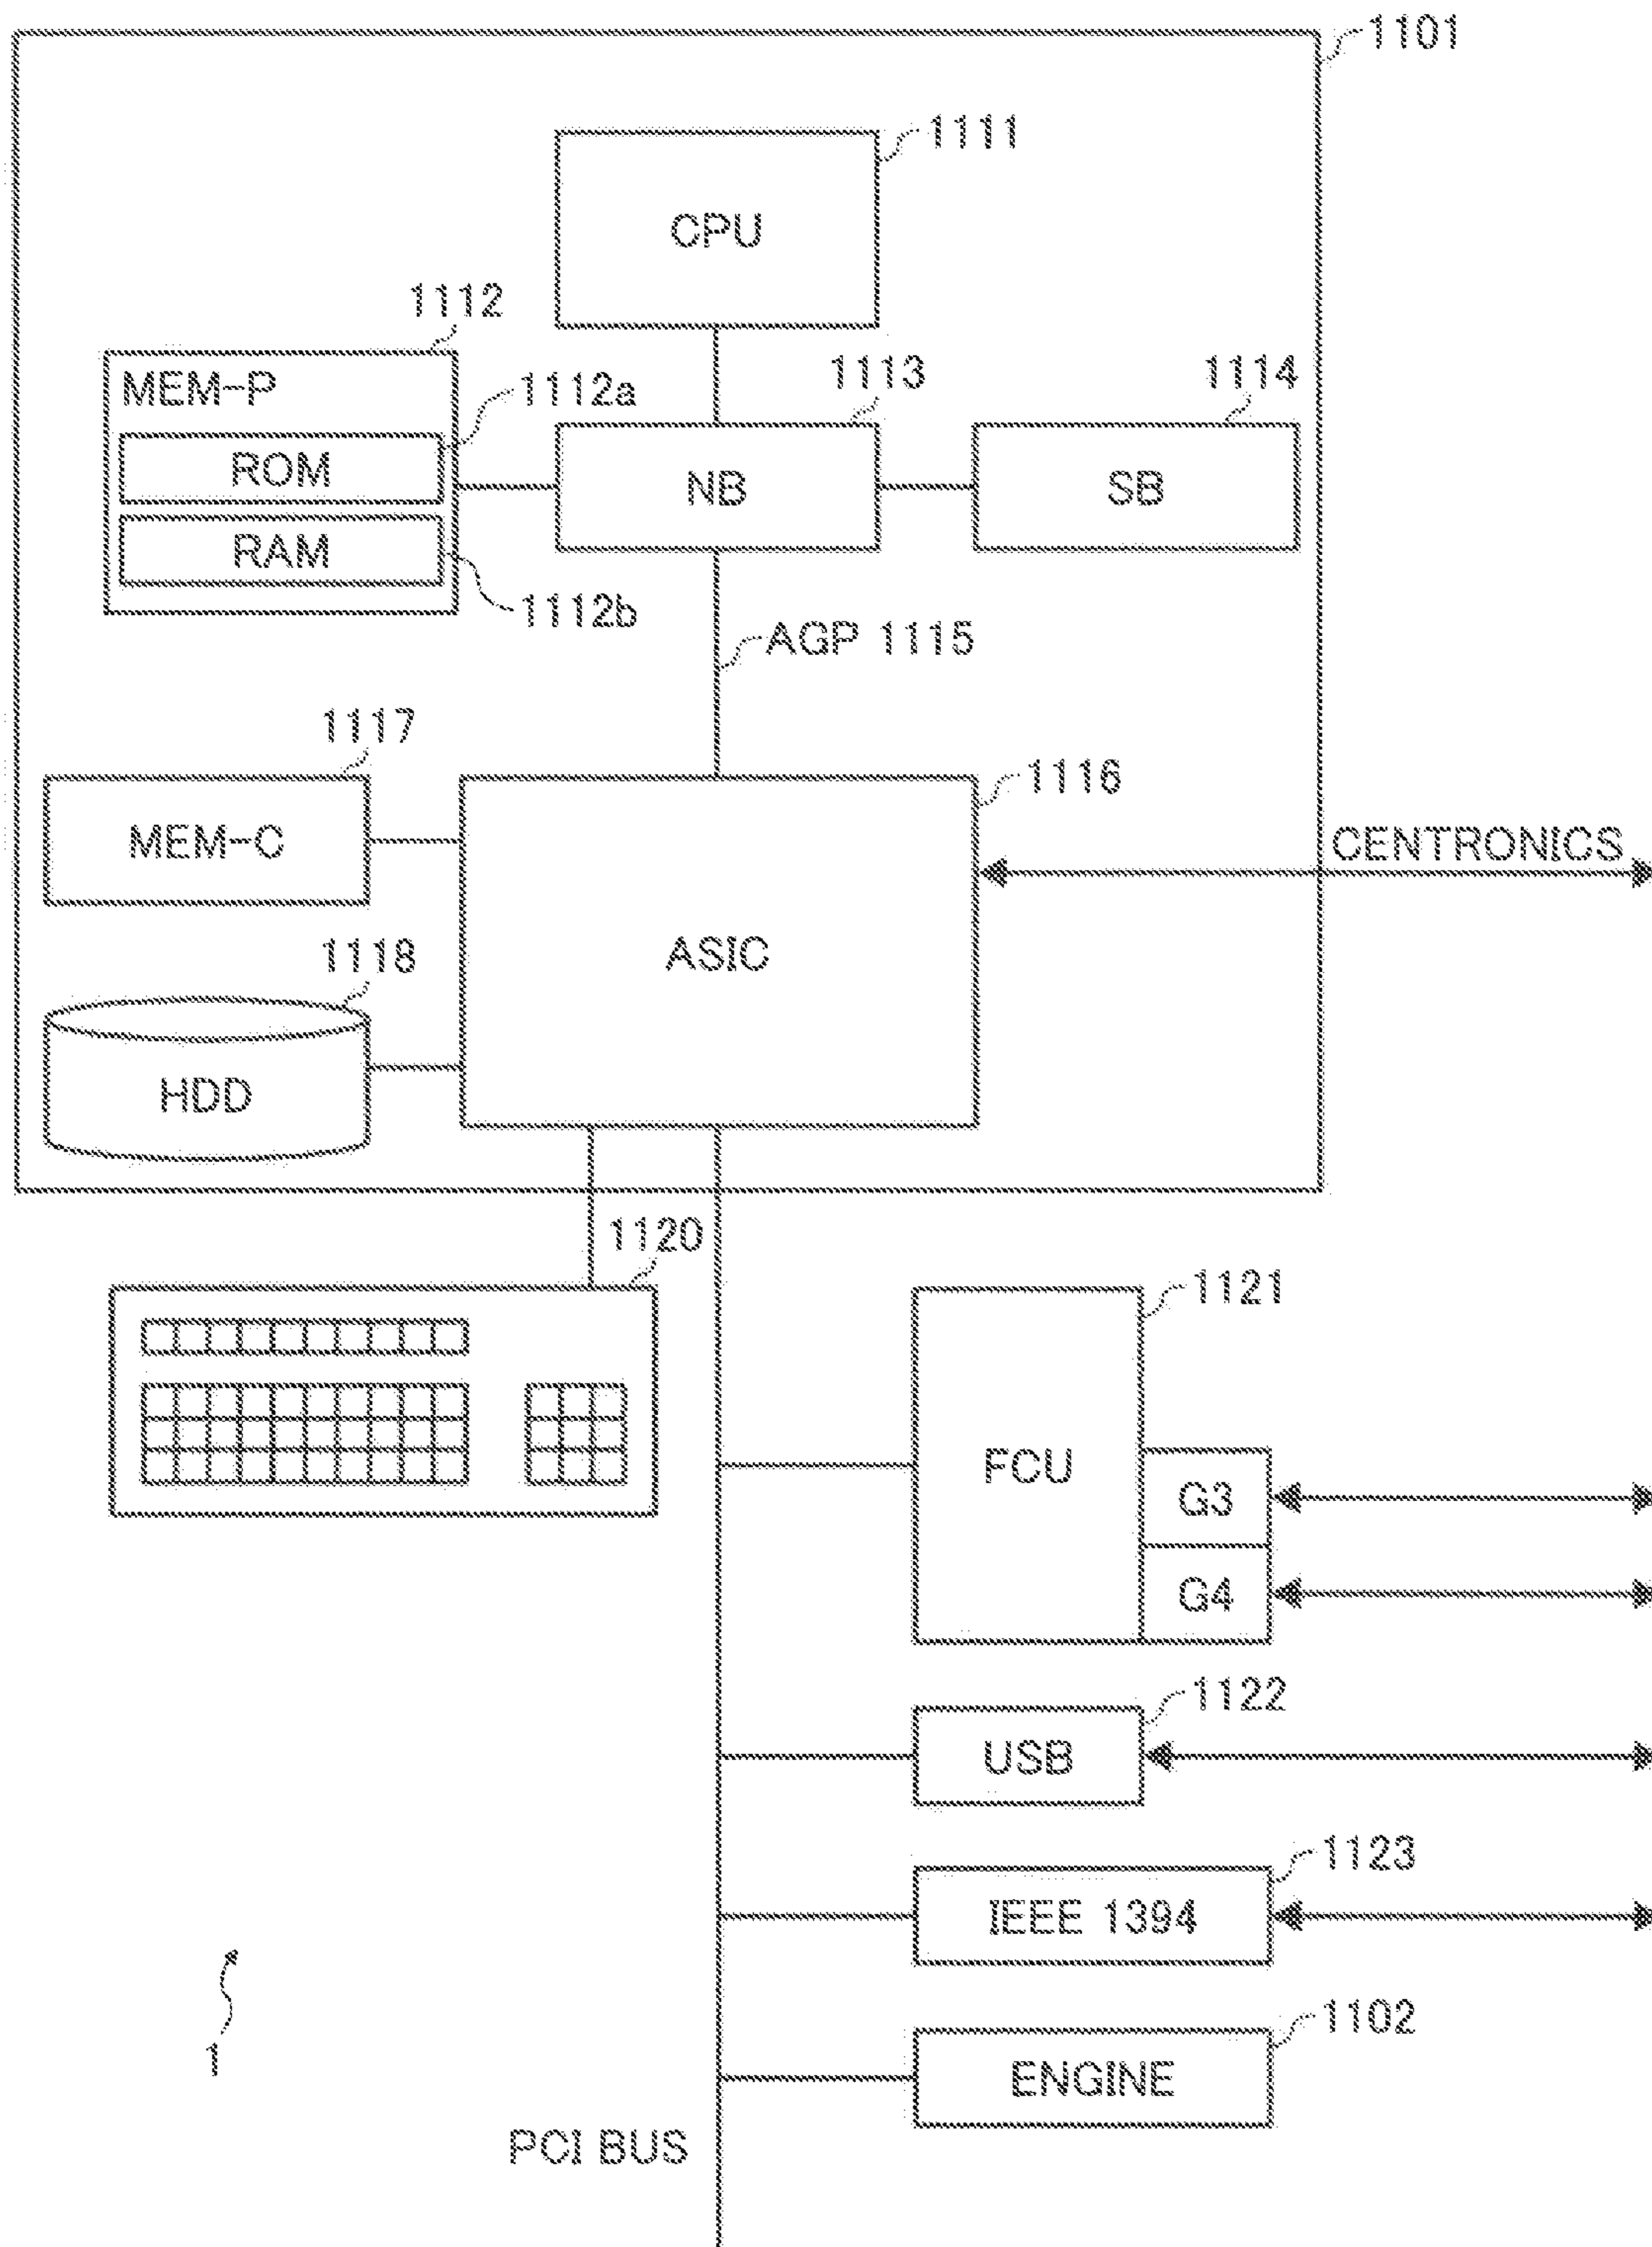 1101
1111
CPU
1112
MEM-P
1112a
ROM
RAM
1112b
1113
NB
1114
SB
AGP 1115
1117
MEM-C
1116
ASIC
CENTRONICS
1118
HDD
1120
1121
FCU
G3
G4
1122
USB
1123
IEEE 1394
1102
ENGINE
1
PCI BUS